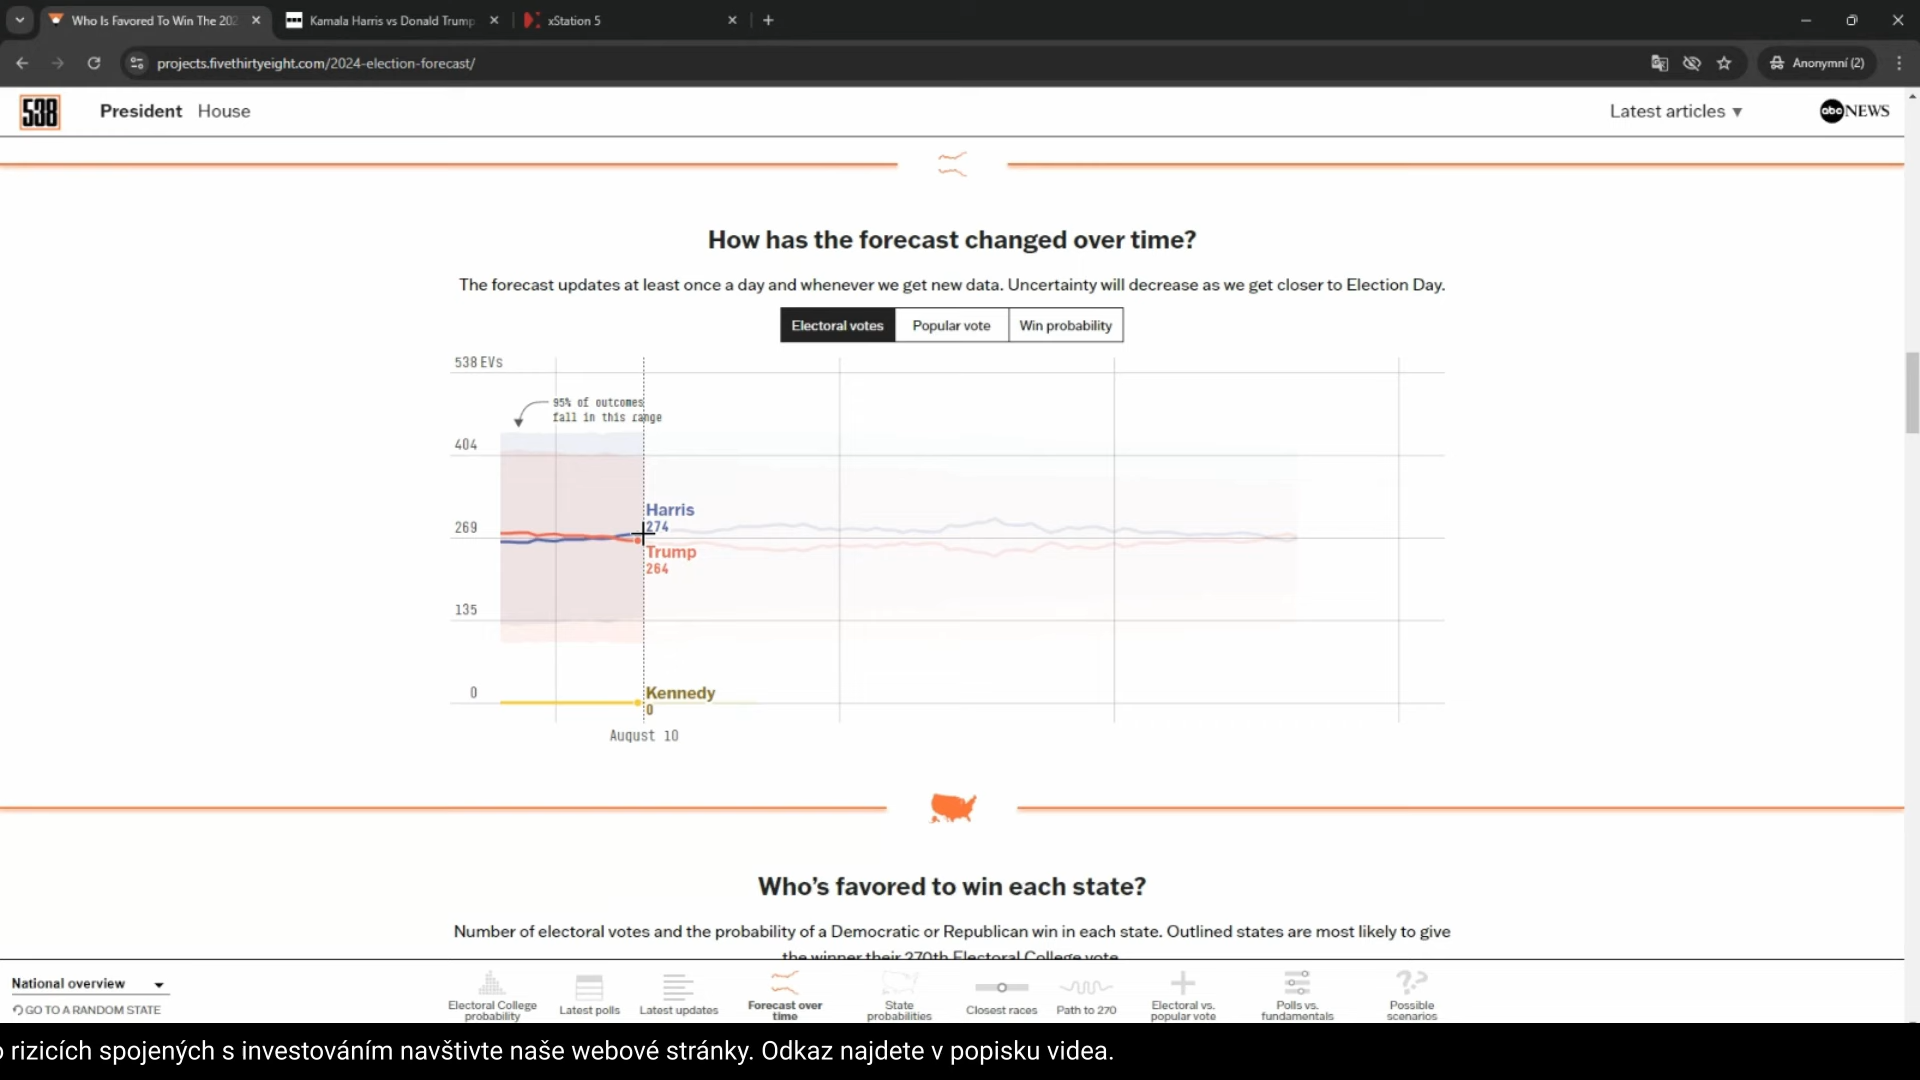 Who Is Favored To Win The 202
Kamala Harris vs Donald Trump
xStation 5
projects.fivethirtyeight.com/2024-election-forecast/
Anonymní (2)
538
President
House
Latest articles ▼
abc NEWS
How has the forecast changed over time?
The forecast updates at least once a day and whenever we get new data. Uncertainty will decrease as we get closer to Election Day.
Electoral votes
Popular vote
Win probability
538 EVs
95% of outcomes
fall in this range
404
Harris
274
269
Trump
264
135
0
Kennedy
0
August 10
Who's favored to win each state?
Number of electoral votes and the probability of a Democratic or Republican win in each state. Outlined states are most likely to give
the winner their 270th Electoral College vote.
National overview
GO TO A RANDOM STATE
Electoral College
probability
Latest polls
Latest updates
Forecast over
time
State
probabilities
Closest races
Path to 270
Electoral vs.
popular vote
Polls vs.
fundamentals
Possible
scenarios
o rizicích spojených s investováním navštivte naše webové stránky. Odkaz najdete v popisku videa.